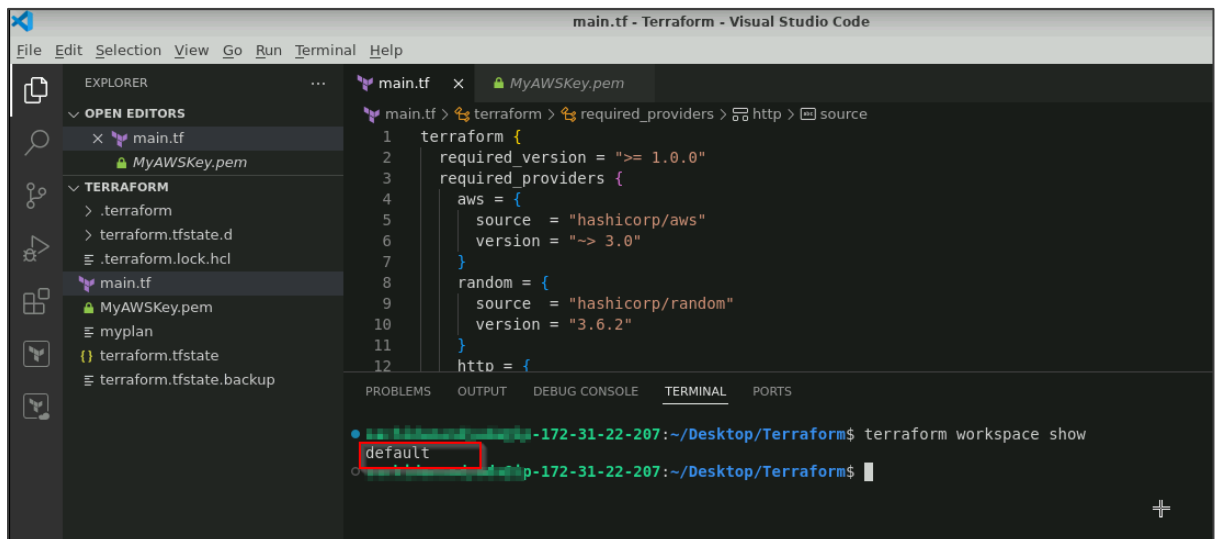 main.tf - Terraform - Visual Studio Code
File Edit Selection View Go Run Terminal Help
EXPLORER ...
OPEN EDITORS
main.tf
MyAWSKey.pem
TERRAFORM
.terraform
terraform.tfstate.d
.terraform.lock.hcl
main.tf
MyAWSKey.pem
myplan
{} terraform.tfstate
terraform.tfstate.backup
main.tf MyAWSKey.pem
main.tf > terraform > required_providers > http > source
1 terraform {
2 required_version = ">= 1.0.0"
3 required_providers {
4 aws = {
5 source  = "hashicorp/aws"
6 version = "~> 3.0"
7 }
8 random = {
9 source  = "hashicorp/random"
10 version = "3.6.2"
11 }
12 http = {
PROBLEMS OUTPUT DEBUG CONSOLE TERMINAL PORTS
-172-31-22-207:~/Desktop/Terraform$ terraform workspace show
default
p-172-31-22-207:~/Desktop/Terraform$